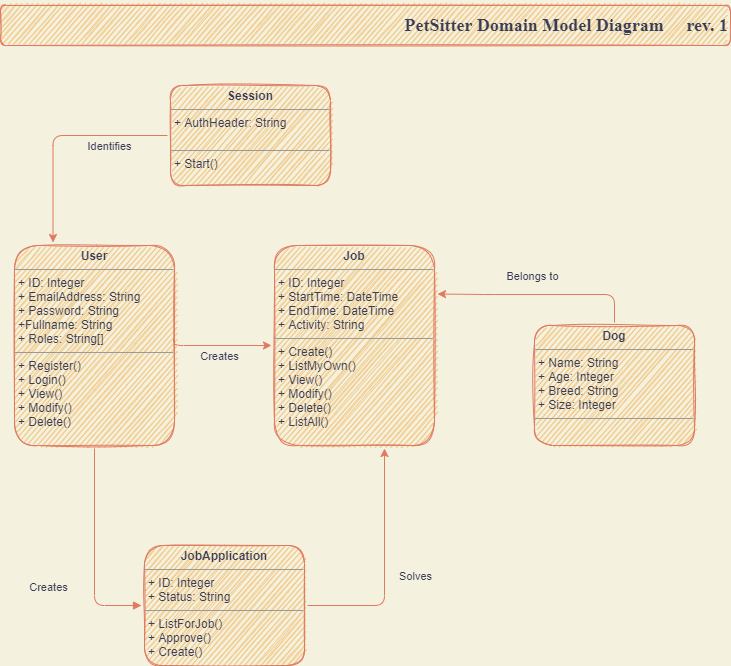 PetSitter Domain Model Diagram rev. 1
Session
+ AuthHeader: String
+ Start()
Identifies
User
+ ID: Integer
+ EmailAddress: String
+ Password: String
+Fullname: String
+ Roles: String[]
+ Register()
+ Login()
+ View()
+ Modify()
+ Delete()
Creates
Job
+ ID: Integer
+ StartTime: DateTime
+ EndTime: DateTime
+ Activity: String
+ Create()
+ ListMyOwn()
+ View()
+ Modify()
+ Delete()
+ ListAll()
Belongs to
Dog
+ Name: String
+ Age: Integer
+ Breed: String
+ Size: Integer
Creates
JobApplication
+ ID: Integer
+ Status: String
+ ListForJob()
+ Approve()
+ Create()
Solves